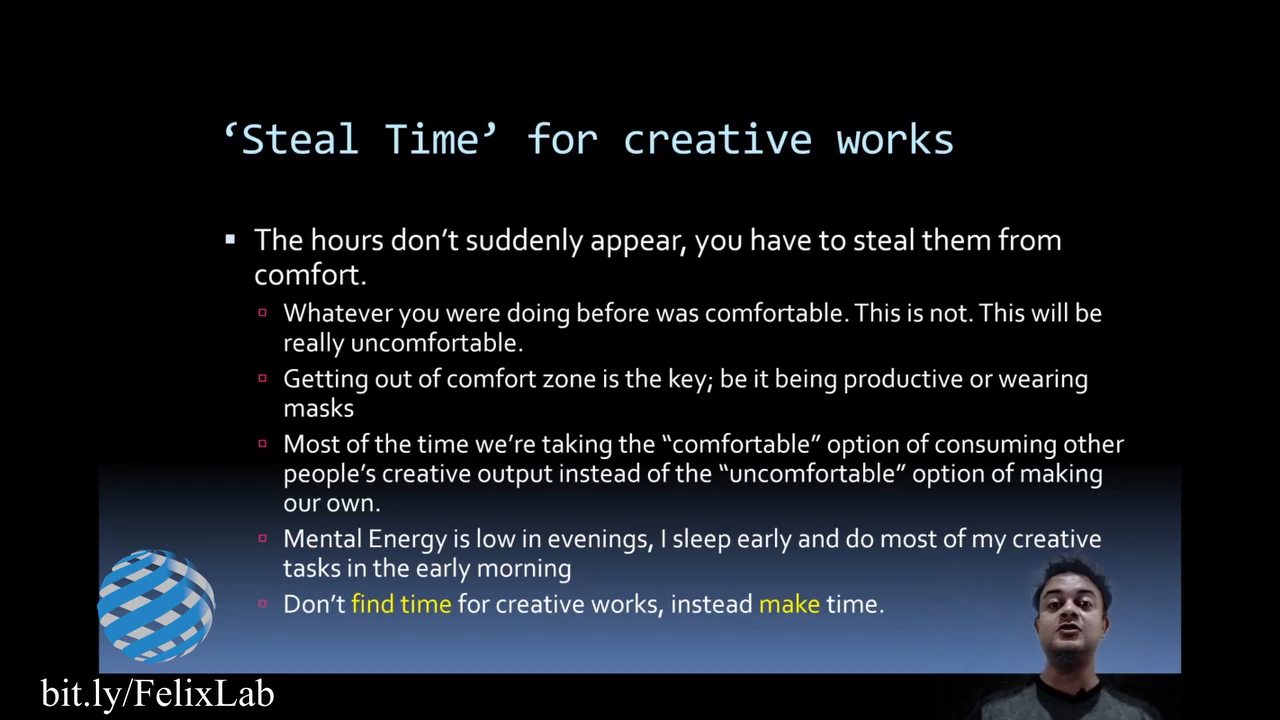 ‘Steal Time’ for creative works
The hours don’t suddenly appear, you have to steal them from
comfort.
Whatever you were doing before was comfortable. This is not. This will be
really uncomfortable.
Getting out of comfort zone is the key; be it being productive or wearing
masks
Most of the time we’re taking the “comfortable” option of consuming other
people’s creative output instead of the “uncomfortable” option of making
our own.
Mental Energy is low in evenings, I sleep early and do most of my creative
tasks in the early morning
Don’t find time for creative works, instead make time.
bit.ly/FelixLab